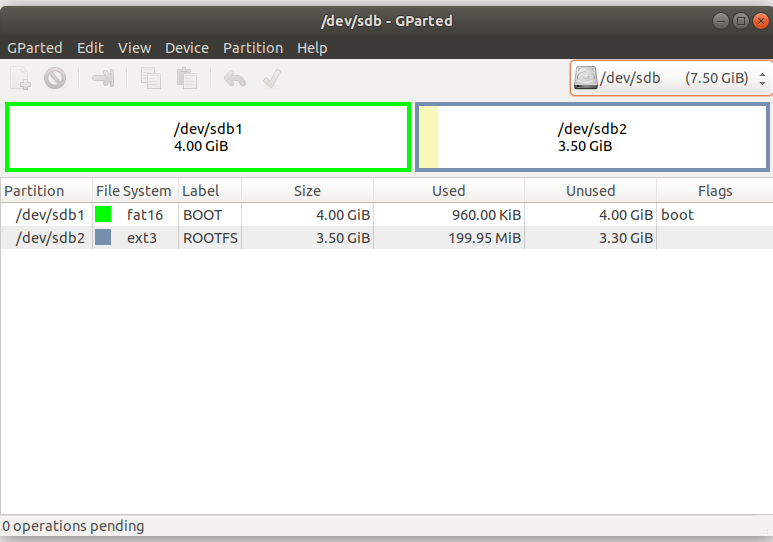 /dev/sdb - GParted
GParted Edit View Device Partition Help
/dev/sdb (7.50 GiB)
/dev/sdb1
4.00 GiB
/dev/sdb2
3.50 GiB
Partition File System Label Size Used Unused Flags
/dev/sdb1 fat16 BOOT 4.00 GiB 960.00 KiB 4.00 GiB boot
/dev/sdb2 ext3 ROOTFS 3.50 GiB 199.95 MiB 3.30 GiB
0 operations pending